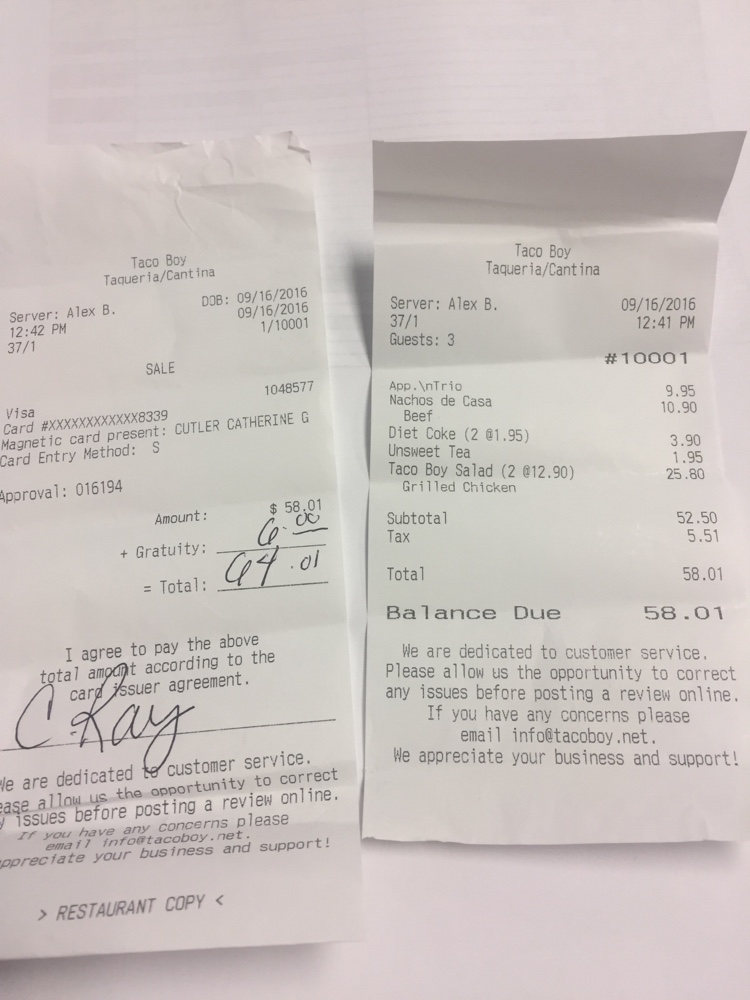 Taco Boy
Taqueria/Cantina
Server: Alex B. DOB: 09/16/2016
12:42 PM 09/16/2016
37/1 1/10001
SALE
1048577
Visa
Card #XXXXXXXXXXXX8339
Magnetic card present: CUTLER CATHERINE G
Card Entry Method: S
Approval: 016194
Amount: $ 58.01
+ Gratuity: 6.00
= Total: 64.01
I agree to pay the above
total amount according to the
card issuer agreement.
C Ray
We are dedicated to customer service.
ease allow us the opportunity to correct
y issues before posting a review online.
If you have any concerns please
email info@tacoboy.net.
appreciate your business and support!
> RESTAURANT COPY <
Taco Boy
Taqueria/Cantina
Server: Alex B. 09/16/2016
37/1 12:41 PM
Guests: 3
#10001
App.\nTrio 9.95
Nachos de Casa 10.90
Beef
Diet Coke (2 @1.95) 3.90
Unsweet Tea 1.95
Taco Boy Salad (2 @12.90) 25.80
Grilled Chicken
Subtotal 52.50
Tax 5.51
Total 58.01
Balance Due 58.01
We are dedicated to customer service.
Please allow us the opportunity to correct
any issues before posting a review online.
If you have any concerns please
email info@tacoboy.net.
We appreciate your business and support!